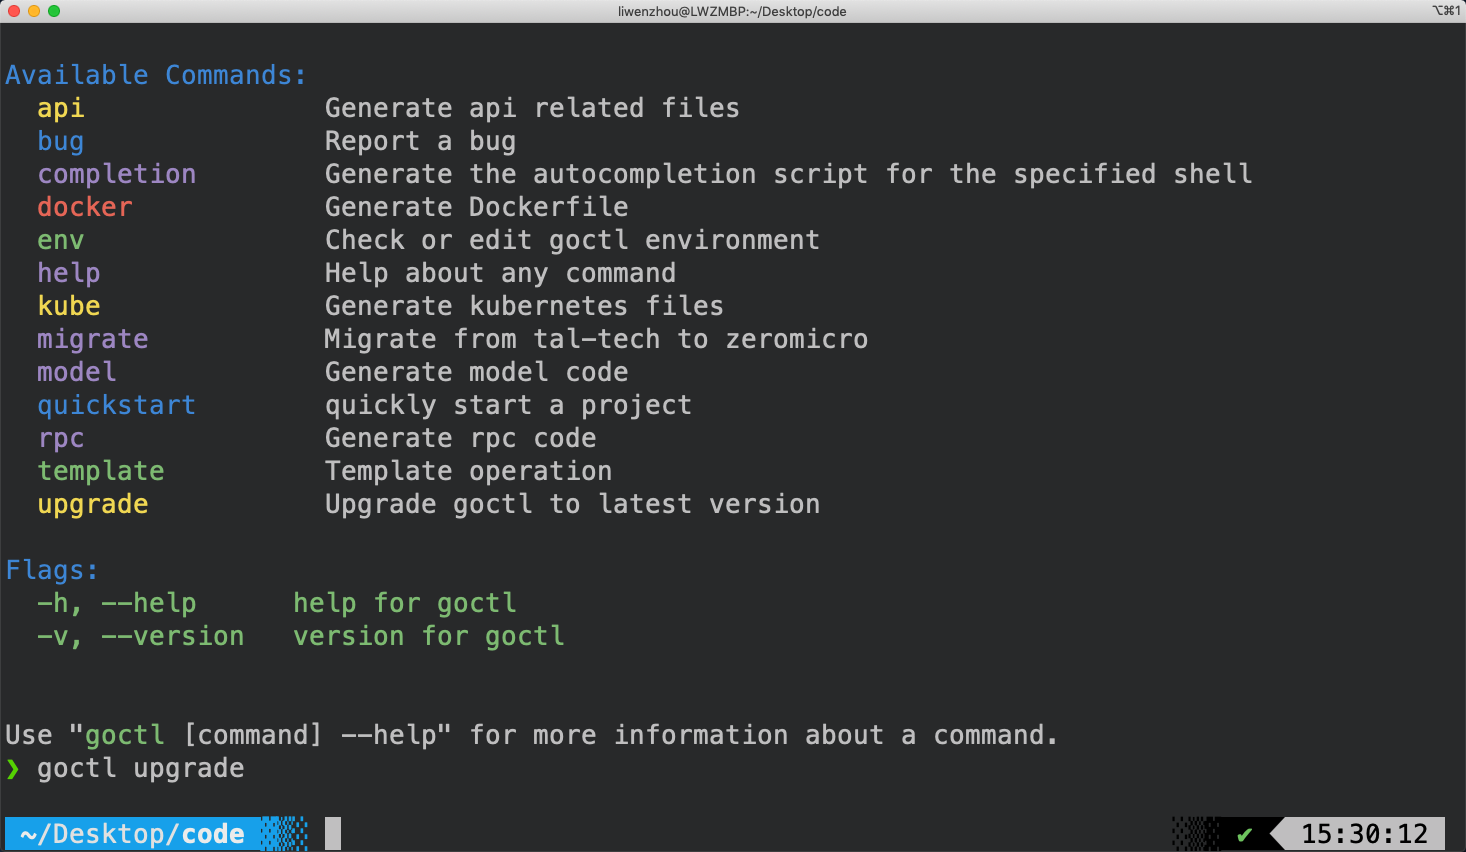 liwenzhou@LWZMBP:~/Desktop/code ⌥⌘1
Available Commands:
api Generate api related files
bug Report a bug
completion Generate the autocompletion script for the specified shell
docker Generate Dockerfile
env Check or edit goctl environment
help Help about any command
kube Generate kubernetes files
migrate Migrate from tal-tech to zeromicro
model Generate model code
quickstart quickly start a project
rpc Generate rpc code
template Template operation
upgrade Upgrade goctl to latest version
Flags:
-h, --help help for goctl
-v, --version version for goctl
Use "goctl [command] --help" for more information about a command.
❯ goctl upgrade
~/Desktop/code ✔ 15:30:12